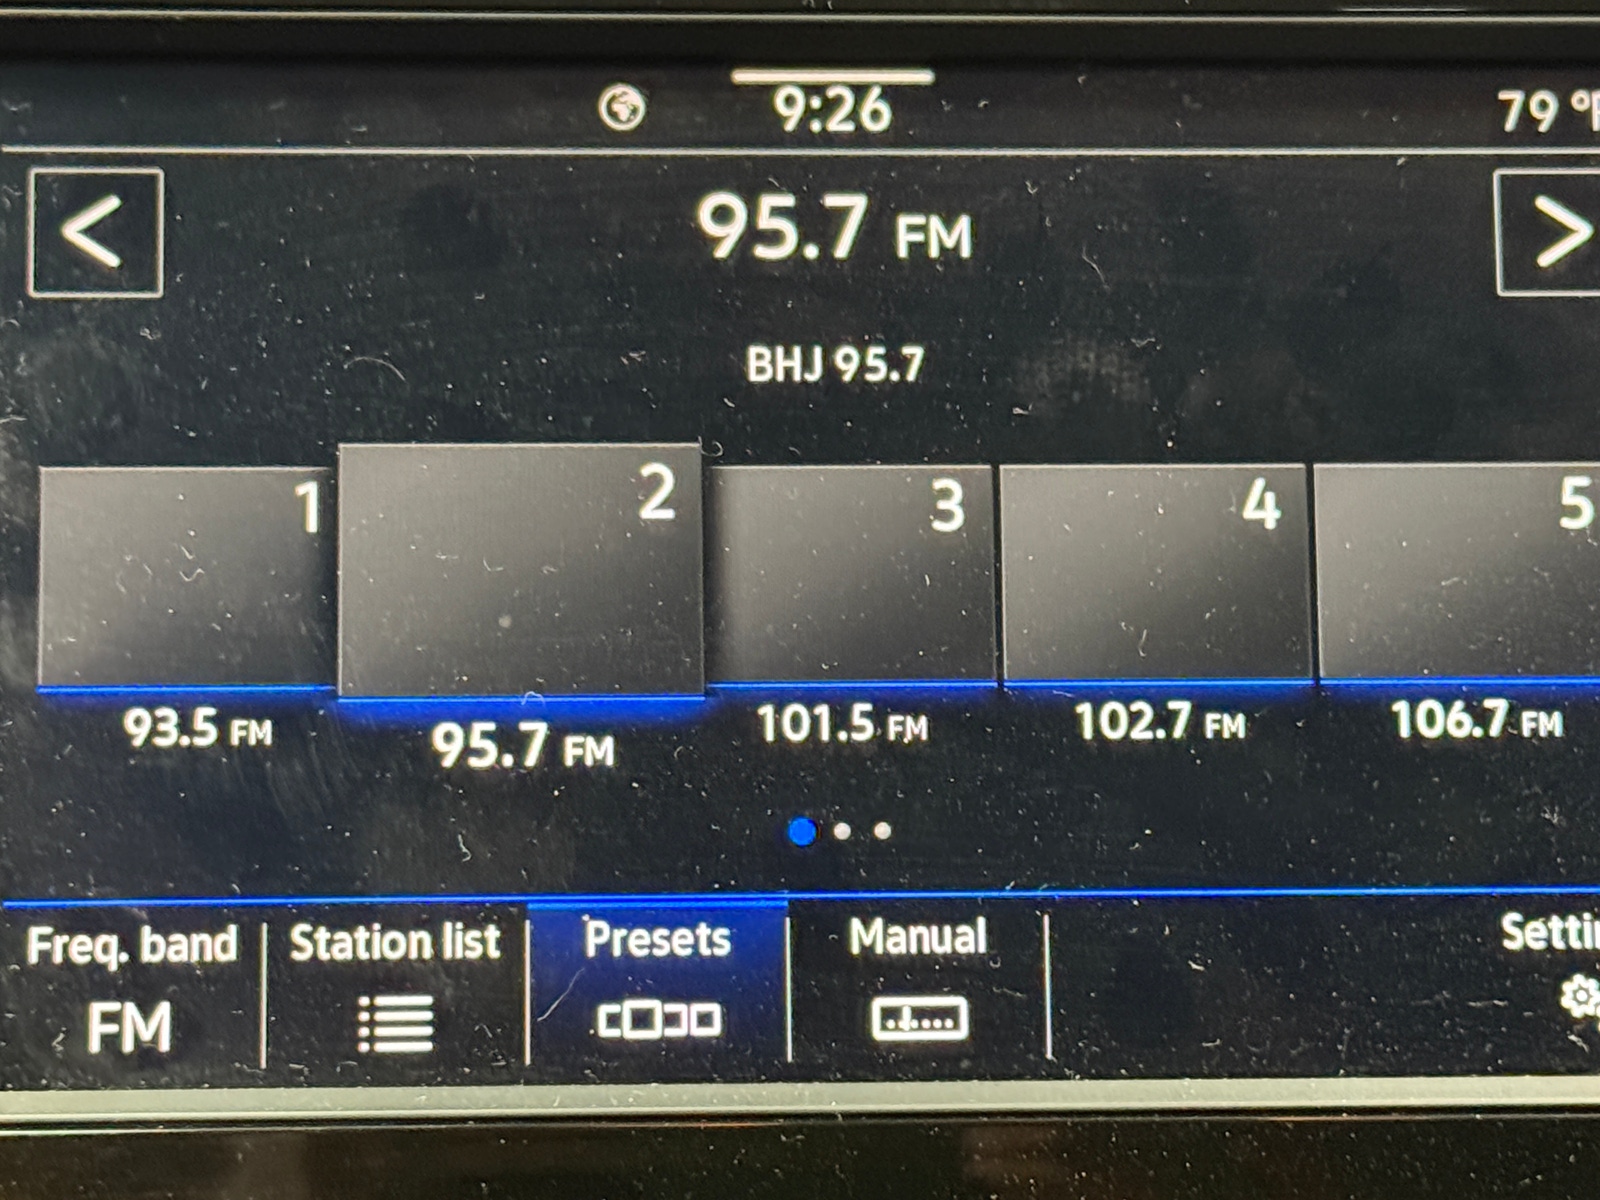 9:26
79 °F
95.7 FM
BHJ 95.7
1 2 3 4 5
93.5 FM 95.7 FM 101.5 FM 102.7 FM 106.7 FM
Freq. band Station list Presets Manual
FM